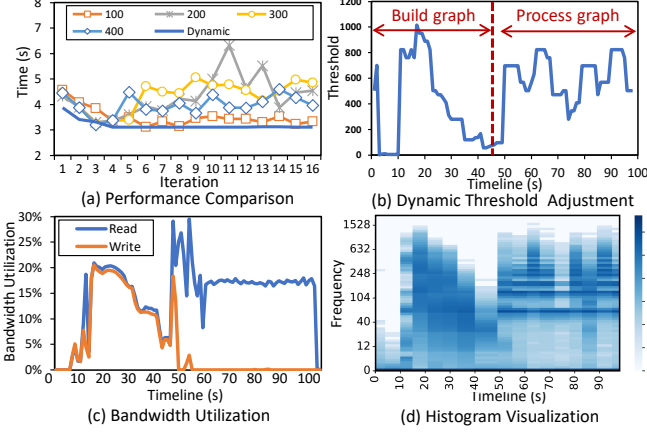 100 200 300
400 Dynamic
8
7
6
5
4
3
2
Time (s)
1 2 3 4 5 6 7 8 9 10 11 12 13 14 15 16
Iteration
(a) Performance Comparison
Build graph Process graph
1200
1000
800
600
400
200
0
Threshold
0 10 20 30 40 50 60 70 80 90 100
Timeline (s)
(b) Dynamic Threshold Adjustment
Read
Write
30%
25%
20%
15%
10%
5%
0%
Bandwidth Utilization
0 10 20 30 40 50 60 70 80 90 100
Timeline (s)
(c) Bandwidth Utilization
1528
632
248
104
40
12
0
Frequency
0 10 20 30 40 50 60 70 80 90
Timeline (s)
(d) Histogram Visualization